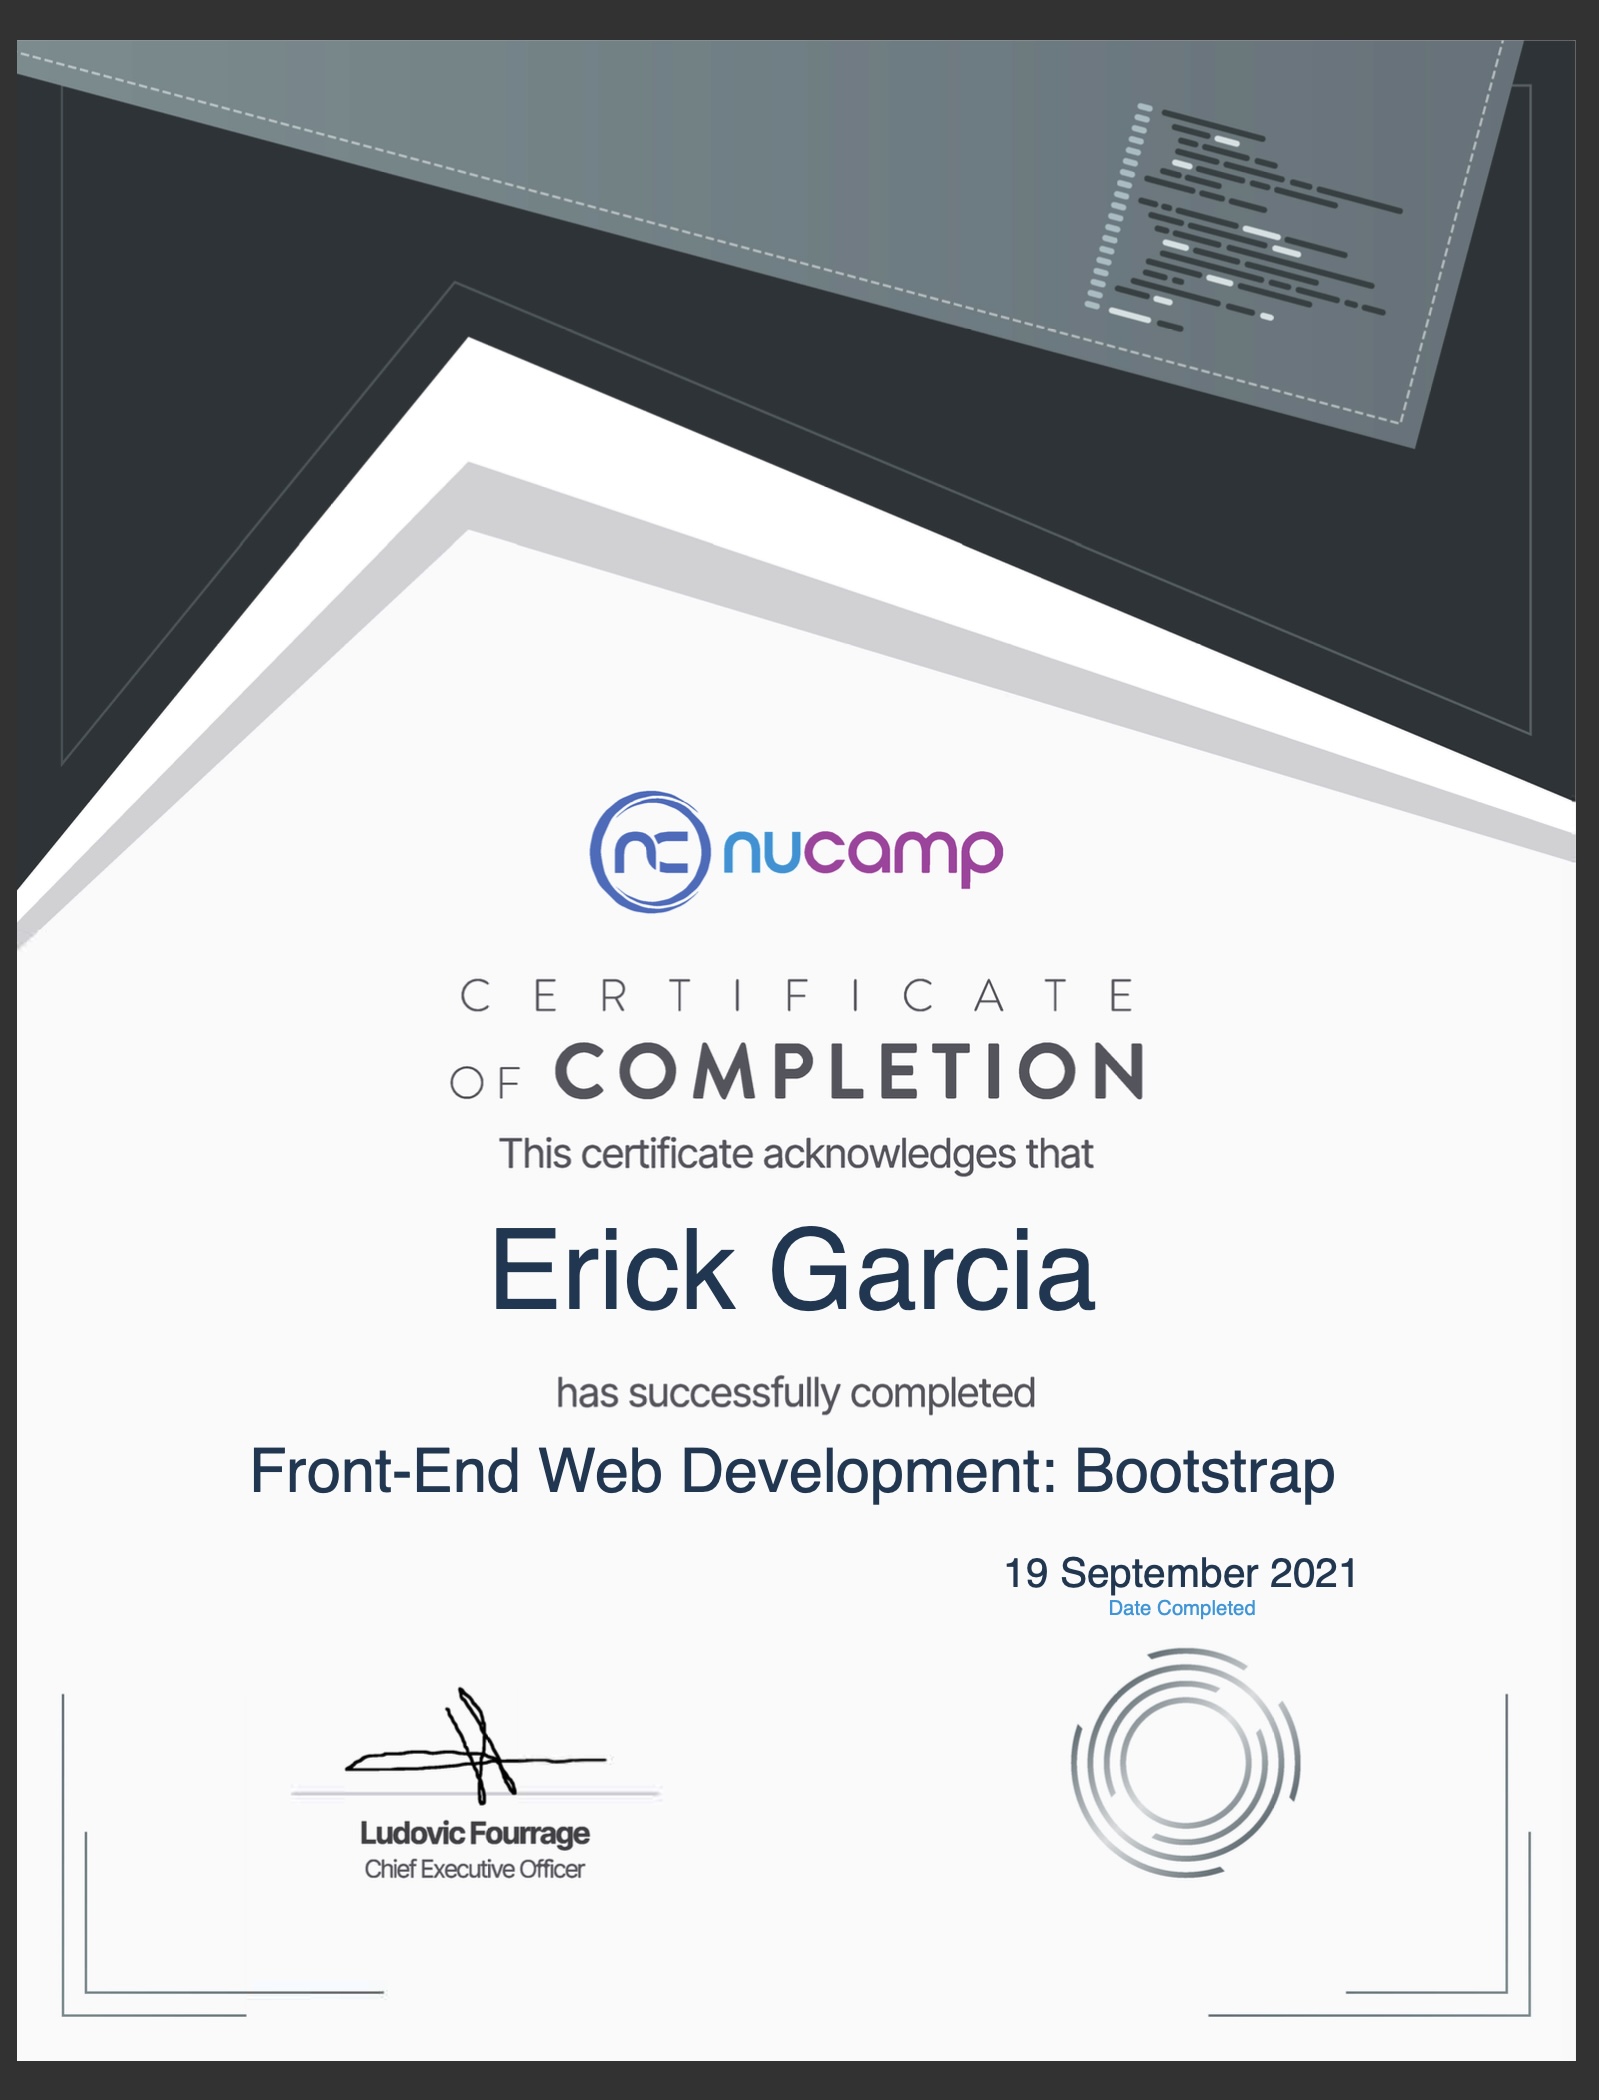 nc nucamp
CERTIFICATE
OF COMPLETION
This certificate acknowledges that
Erick Garcia
has successfully completed
Front-End Web Development: Bootstrap
19 September 2021
Date Completed
Ludovic Fourrage
Chief Executive Officer